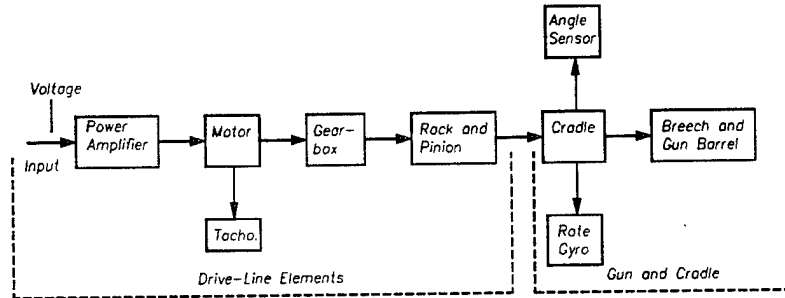 Angle
Sensor
Voltage
Power
Amplifier
Motor
Gear-
box
Rack and
Pinion
Cradle
Breech and
Gun Barrel
Input
Tacho.
Rate
Gyro
Drive-Line Elements
Gun and Cradle